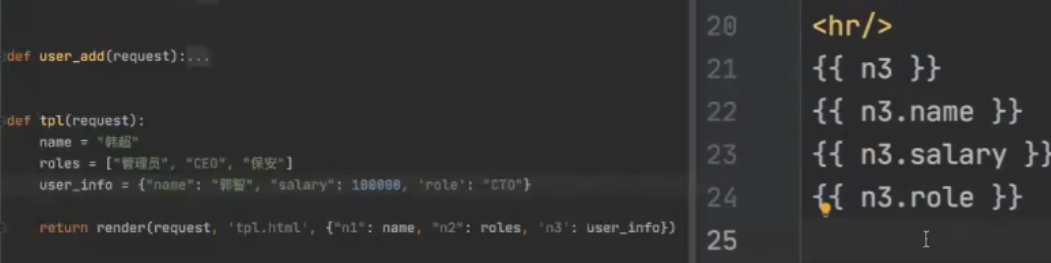 def user_add(request):...
def tpl(request):
name = "韩超"
roles = ["管理员", "CEO", "保安"]
user_info = {"name": "郭智", "salary": 100000, 'role': "CTO"}
return render(request, 'tpl.html', {"n1": name, "n2": roles, 'n3': user_info})
20 <hr/>
21 {{ n3 }}
22 {{ n3.name }}
23 {{ n3.salary }}
24 {{ n3.role }}
25